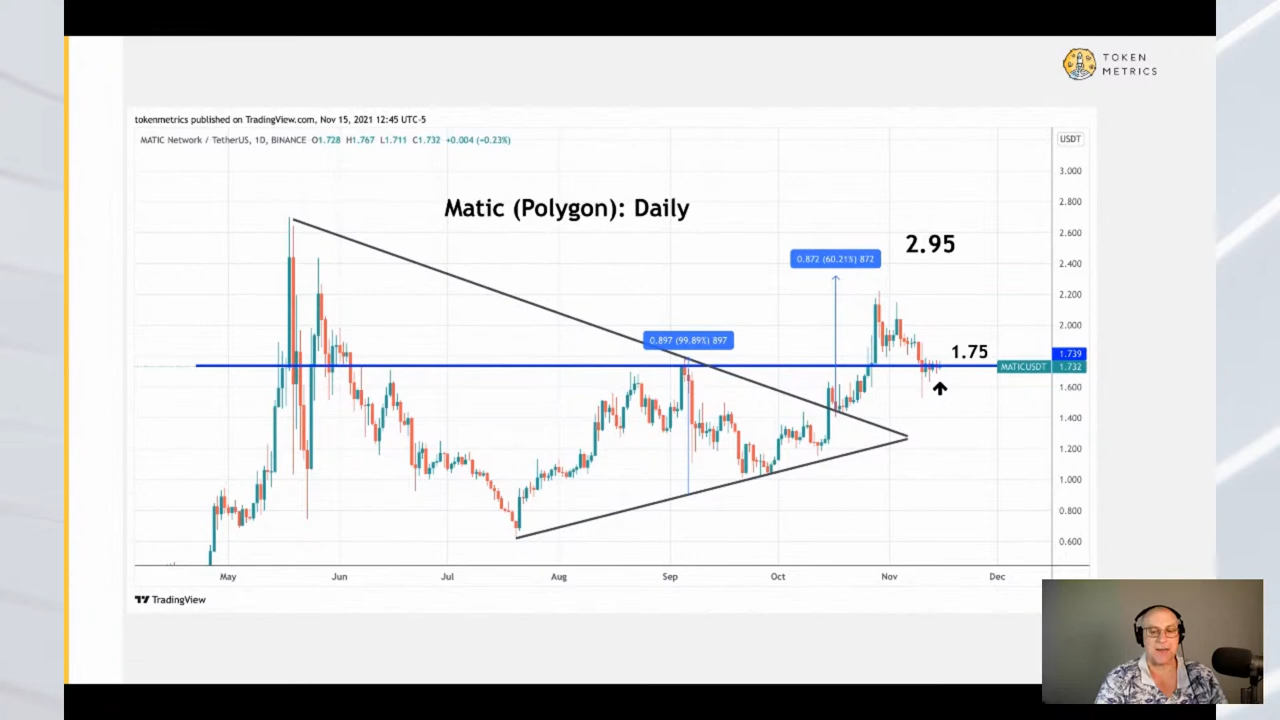 TOKEN
METRICS
tokenmetrics published on TradingView.com, Nov 15, 2021 12:45 UTC-5
MATIC Network / TetherUS, 1D, BINANCE O1.728 H1.767 L1.711 C1.732 +0.004 (+0.23%)
USDT
3.000
Matic (Polygon): Daily
2.800
2.600
2.95
0.872 (60.21%) 872
2.400
2.200
2.000
0.897 (99.89%) 897
1.75
1.739
MATICUSDT 1.732
1.600
1.400
1.200
1.000
0.800
0.600
May Jun Jul Aug Sep Oct Nov Dec
TradingView